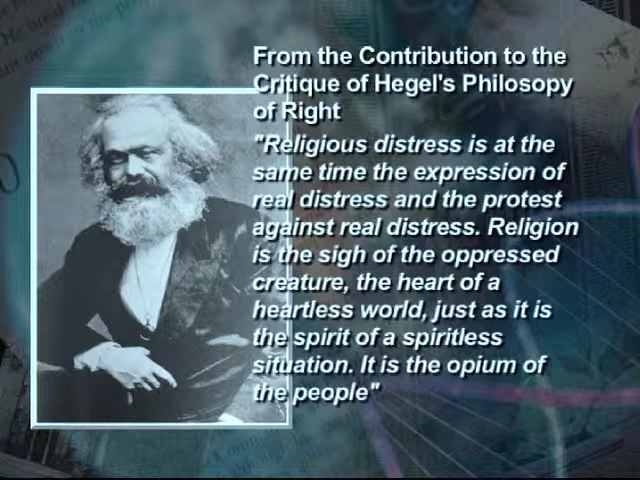 From the Contribution to the
Critique of Hegel's Philosopy
of Right
"Religious distress is at the
same time the expression of
real distress and the protest
against real distress. Religion
is the sigh of the oppressed
creature, the heart of a
heartless world, just as it is
the spirit of a spiritless
situation. It is the opium of
the people"